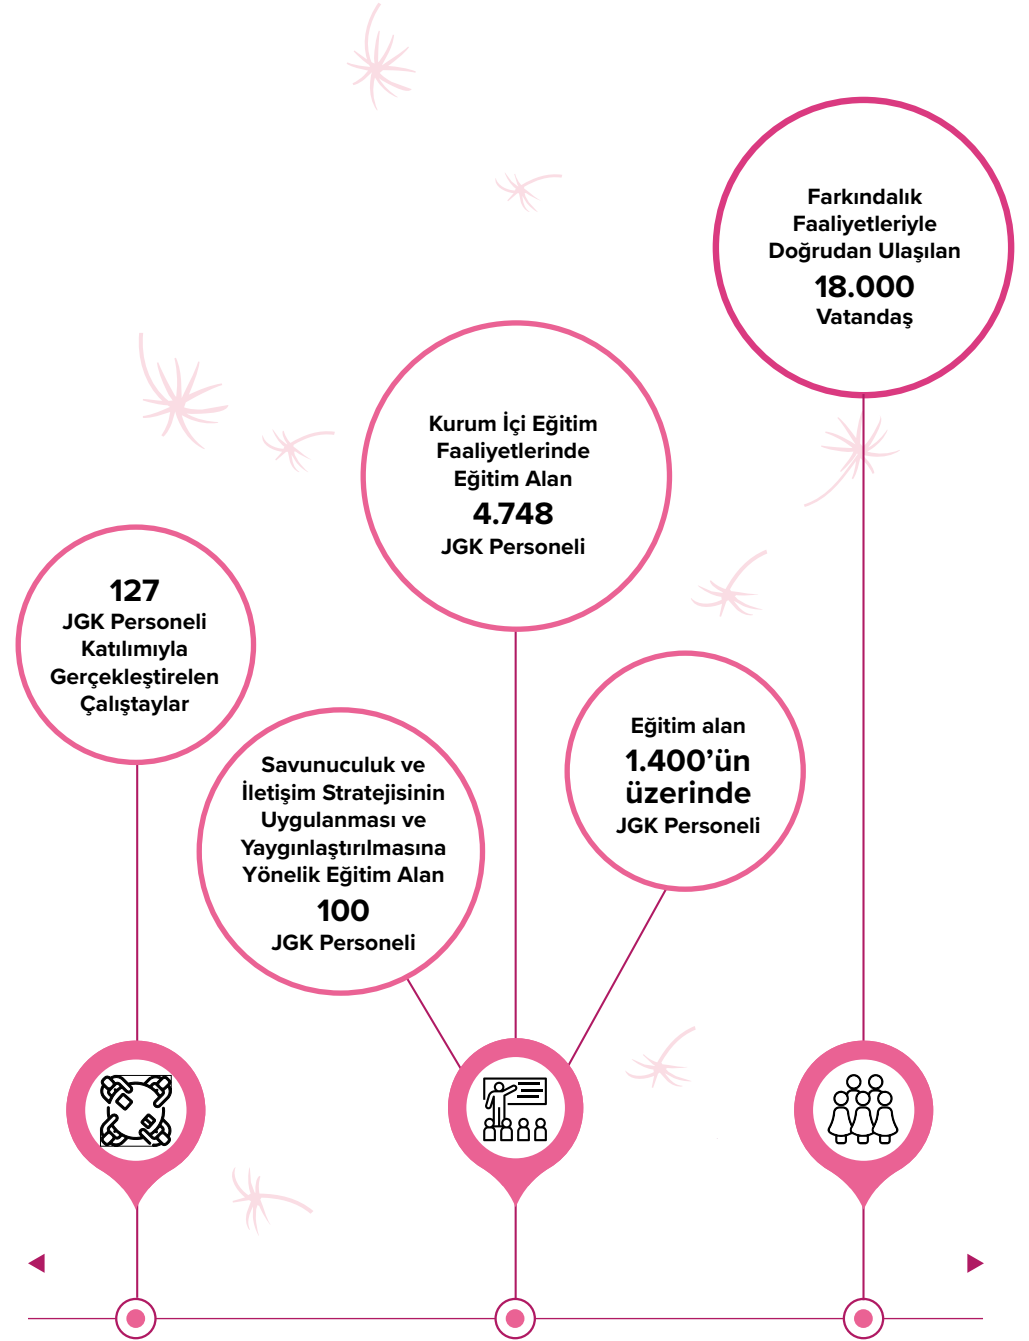 Farkındalık
Faaliyetleriyle
Doğrudan Ulaşılan
18.000
Vatandaş
Kurum İçi Eğitim
Faaliyetlerinde
Eğitim Alan
4.748
JGK Personeli
127
JGK Personeli
Katılımıyla
Gerçekleştirelen
Çalıştaylar
Savunuculuk ve
İletişim Stratejisinin
Uygulanması ve
Yaygınlaştırılmasına
Yönelik Eğitim Alan
100
JGK Personeli
Eğitim alan
1.400’ün
üzerinde
JGK Personeli